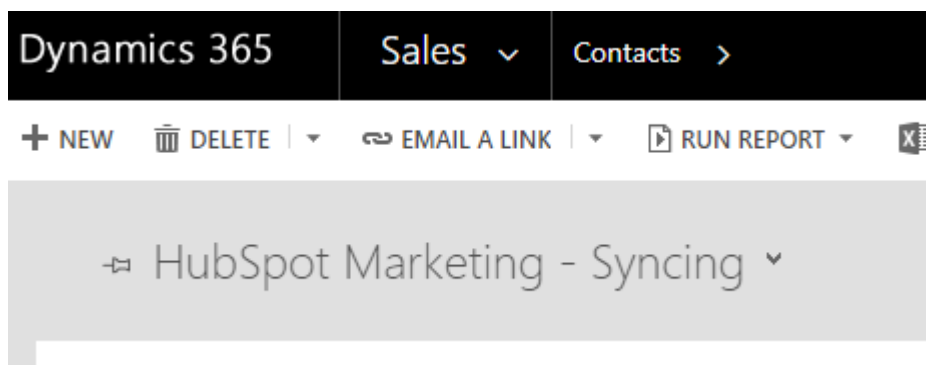 Dynamics 365 Sales Contacts
NEW DELETE EMAIL A LINK RUN REPORT
HubSpot Marketing - Syncing